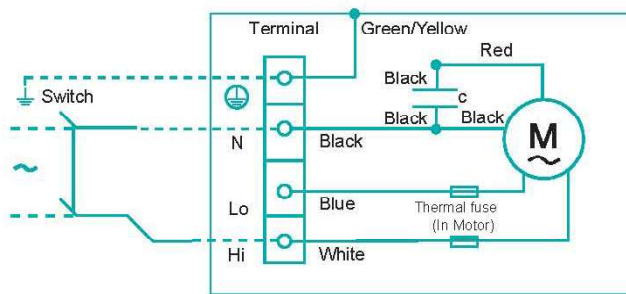 Terminal
Green/Yellow
Red
Black
Switch
C
Black
Black
M
N
Black
Lo
Blue
Thermal fuse
(In Motor)
Hi
White